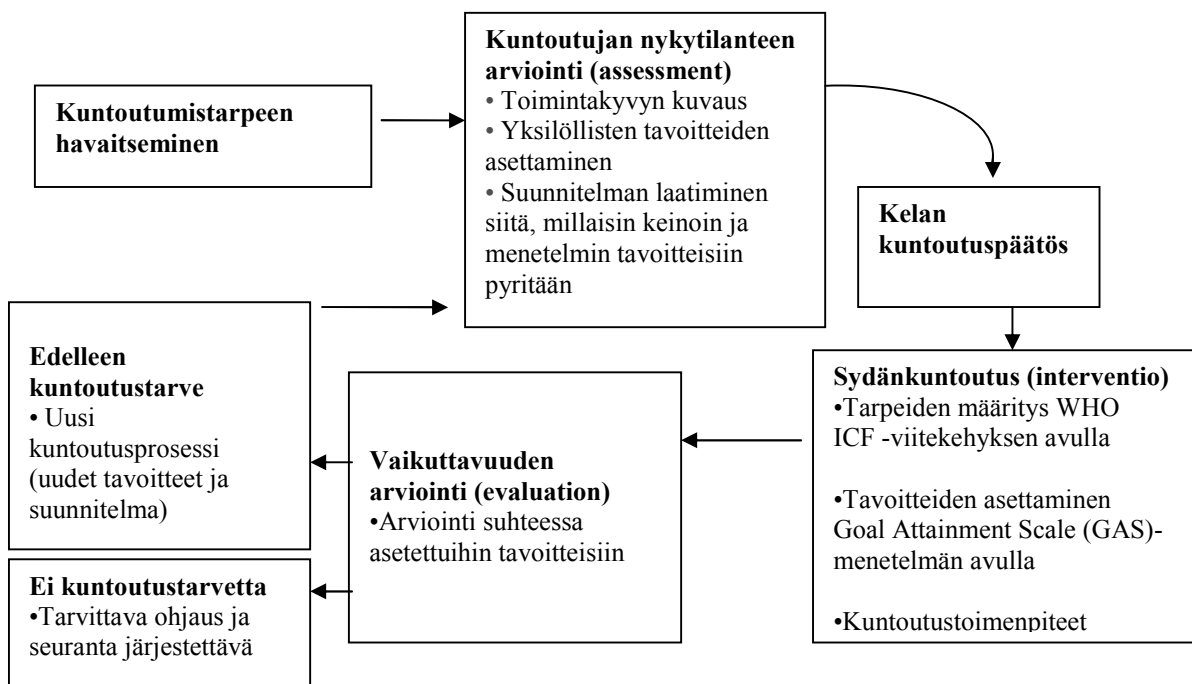 Kuntoutumistarpeen
havaitseminen
Kuntoutujan nykytilanteen
arviointi (assessment)
• Toimintakyvyn kuvaus
• Yksilöllisten tavoitteiden
asettaminen
• Suunnitelman laatiminen
siitä, millaisin keinoin ja
menetelmin tavoitteisiin
pyritään
Kelan
kuntoutuspäätös
Sydänkuntoutus (interventio)
•Tarpeiden määritys WHO
ICF -viitekehyksen avulla
•Tavoitteiden asettaminen
Goal Attainment Scale (GAS)-
menetelmän avulla
•Kuntoutustoimenpiteet
Vaikuttavuuden
arviointi (evaluation)
•Arviointi suhteessa
asetettuihin tavoitteisiin
Edelleen
kuntoutustarve
• Uusi
kuntoutusprosessi
(uudet tavoitteet ja
suunnitelma)
Ei kuntoutustarvetta
•Tarvittava ohjaus ja
seuranta järjestettävä